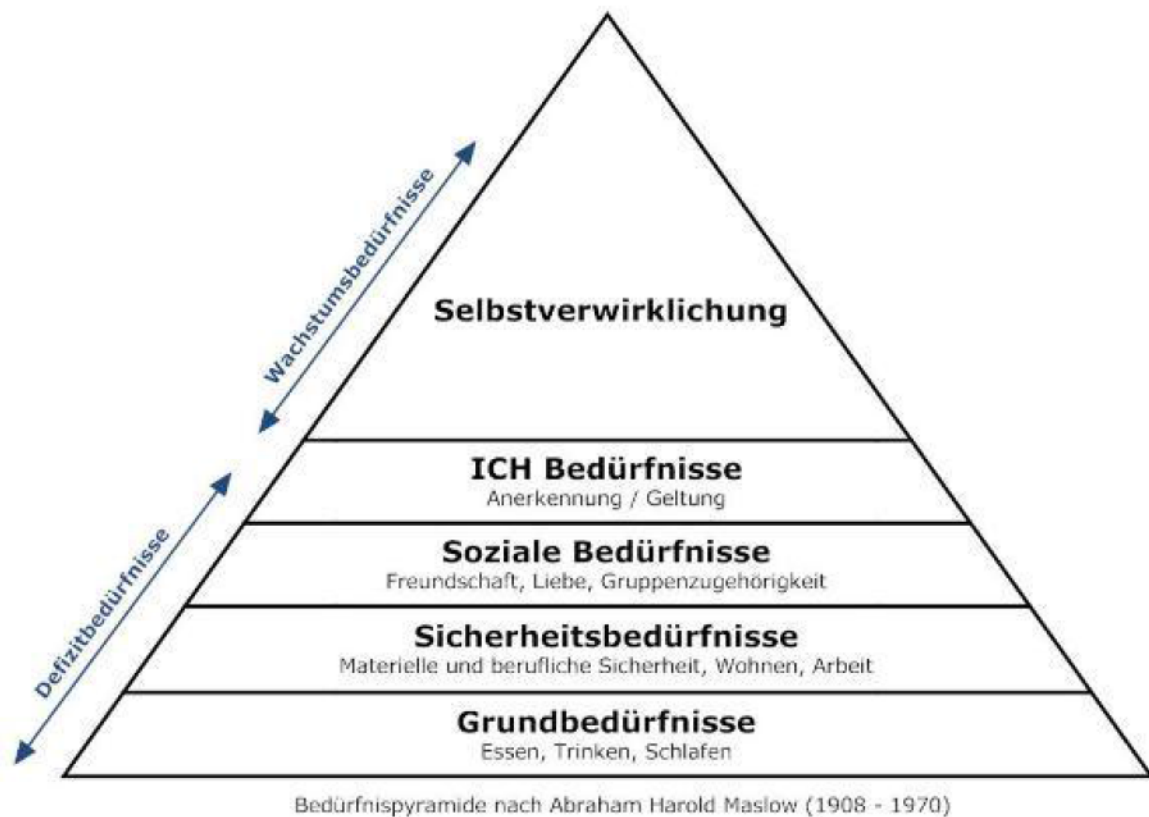 Wachstumsbedürfnisse
Selbstverwirklichung
Defizitbedürfnisse
ICH Bedürfnisse
Anerkennung / Geltung
Soziale Bedürfnisse
Freundschaft, Liebe, Gruppenzugehörigkeit
Sicherheitsbedürfnisse
Materielle und berufliche Sicherheit, Wohnen, Arbeit
Grundbedürfnisse
Essen, Trinken, Schlafen
Bedürfnispyramide nach Abraham Harold Maslow (1908 - 1970)